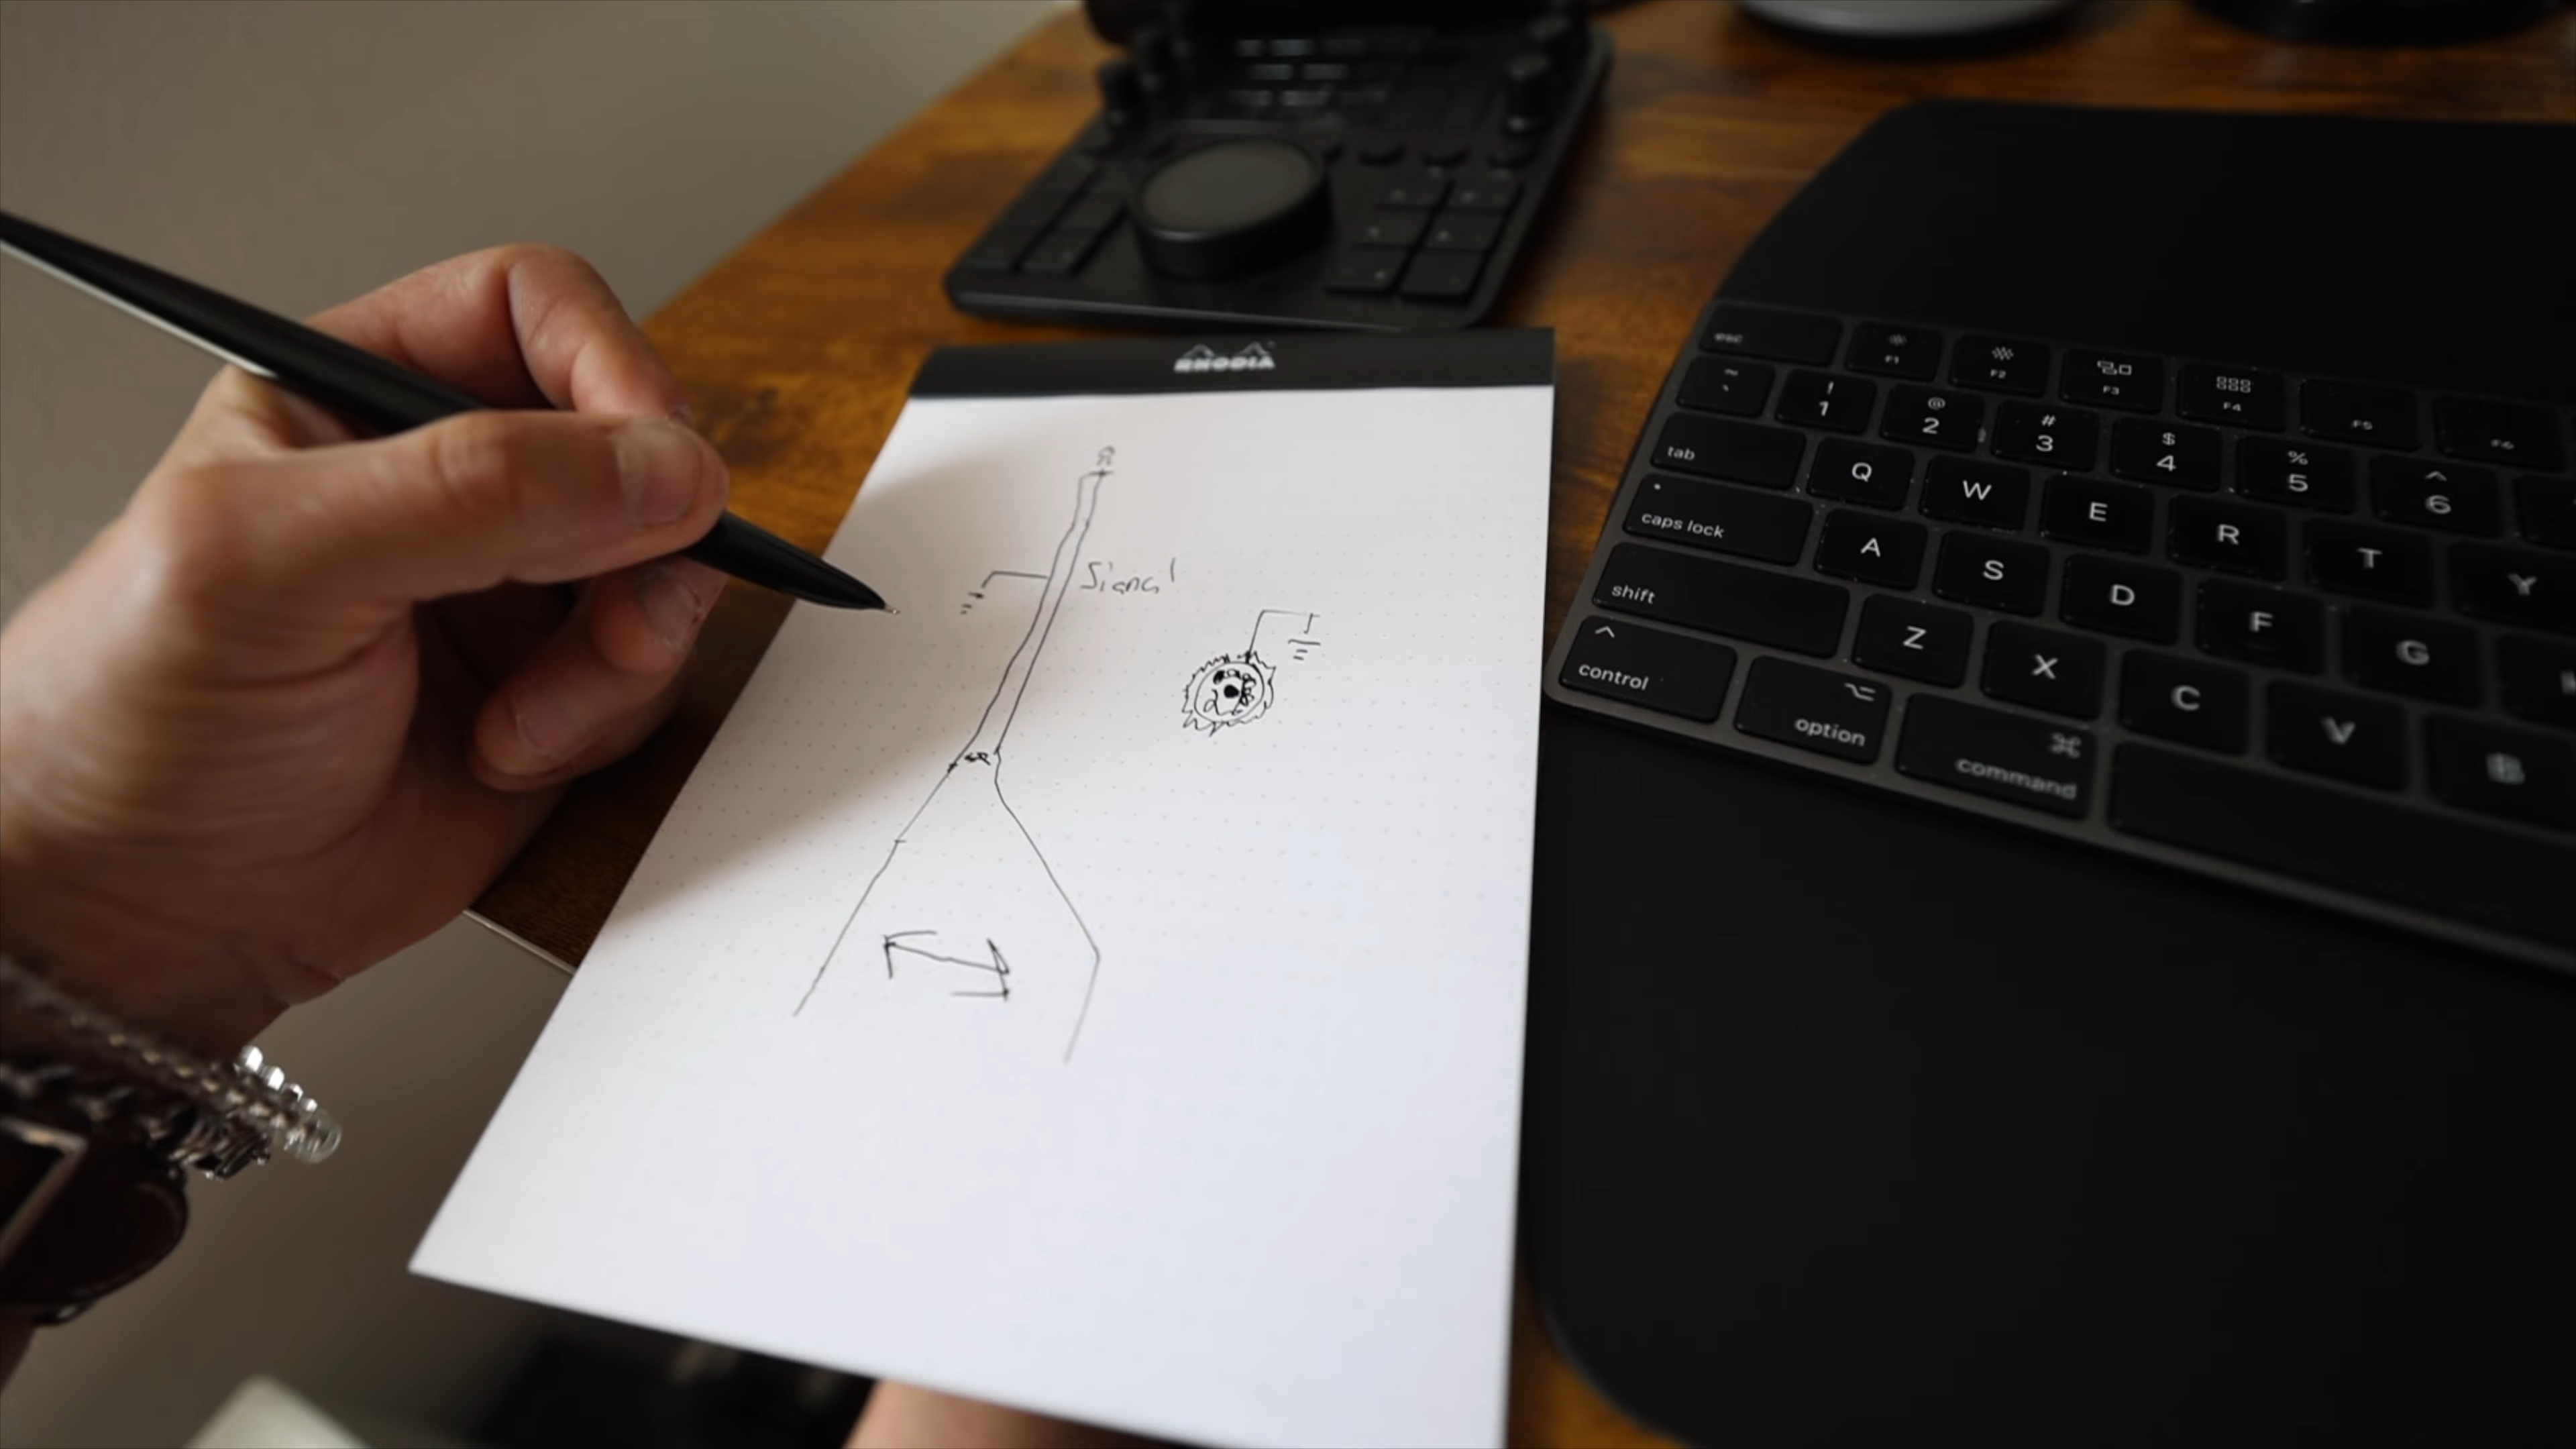 RHODIA
Signal
esc F1 F2 F3 F4 F5 F6
~ ` ! 1 @ 2 # 3 $ 4 % 5 ^ 6
tab Q W E R T Y
caps lock A S D F G
shift Z X C V B
^ control ⌥ option ⌘ command